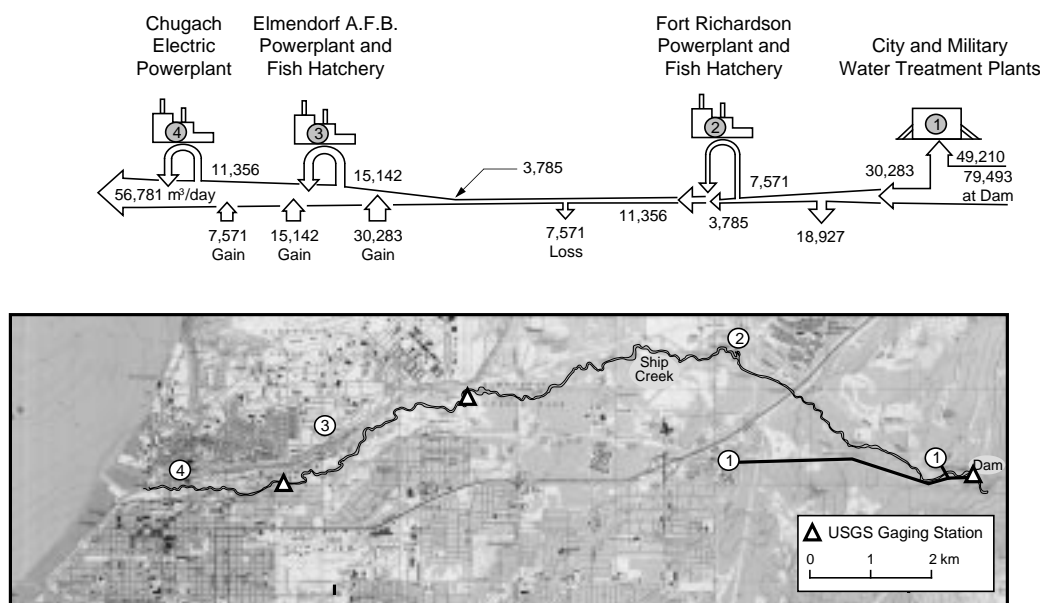 Chugach
Electric
Powerplant
Elmendorf A.F.B.
Powerplant and
Fish Hatchery
Fort Richardson
Powerplant and
Fish Hatchery
City and Military
Water Treatment Plants
4
3
2
1
11,356
15,142
3,785
7,571
30,283
49,210
79,493
at Dam
56,781 m³/day
7,571
Gain
15,142
Gain
30,283
Gain
7,571
Loss
11,356
3,785
18,927
2
Ship
Creek
3
4
1
1
Dam
USGS Gaging Station
0 1 2 km